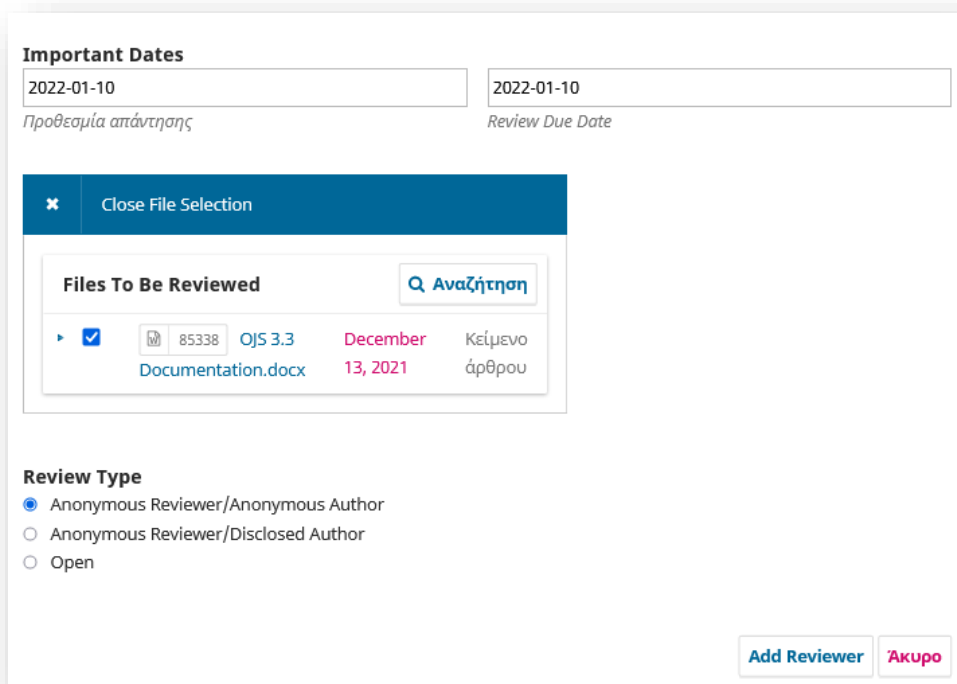 Important Dates
2022-01-10 2022-01-10
Προθεσμία απάντησης Review Due Date
✖ Close File Selection
Files To Be Reviewed Αναζήτηση
85338 OJS 3.3 December Κείμενο
Documentation.docx 13, 2021 άρθρου
Review Type
Anonymous Reviewer/Anonymous Author
Anonymous Reviewer/Disclosed Author
Open
Add Reviewer Άκυρο